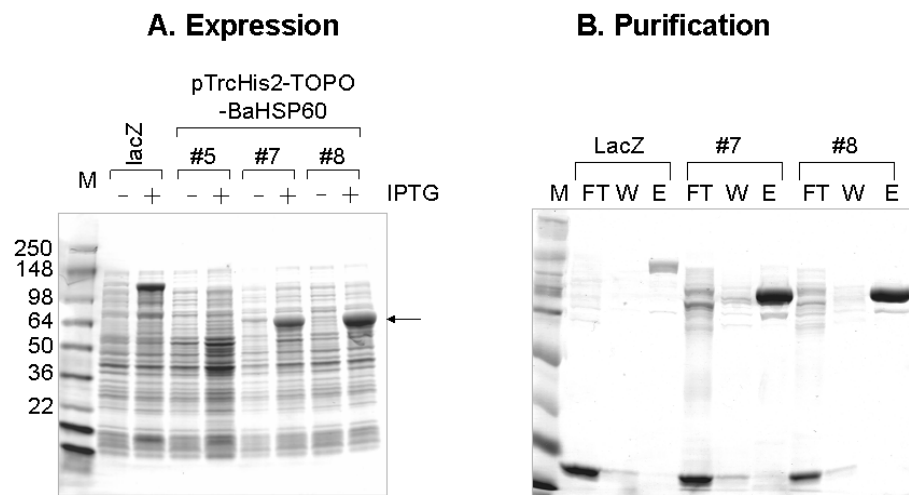 A. Expression
pTrcHis2-TOPO
-BaHSP60
lacZ
#5 #7 #8
M
- + - + - + - + IPTG
250
148
98
64
50
36
22
B. Purification
LacZ #7 #8
M FT W E FT W E FT W E